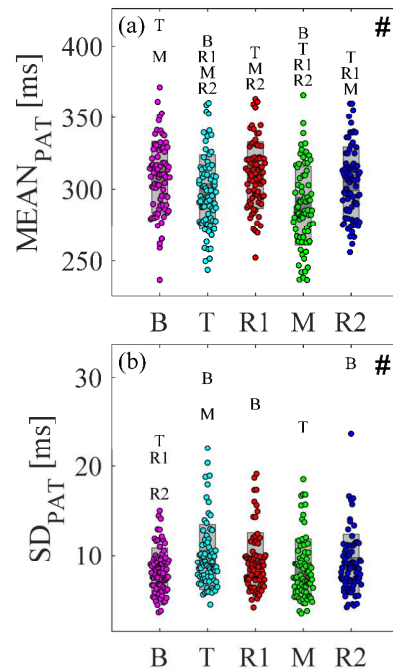 (a)
#
T
M
B
R1
M
R2
T
M
R2
B
T
R1
R2
T
R1
M
400
350
300
250
MEAN_PAT [ms]
B T R1 M R2
(b)
#
T
R1
R2
B
M
B
T
B
30
20
10
SD_PAT [ms]
B T R1 M R2